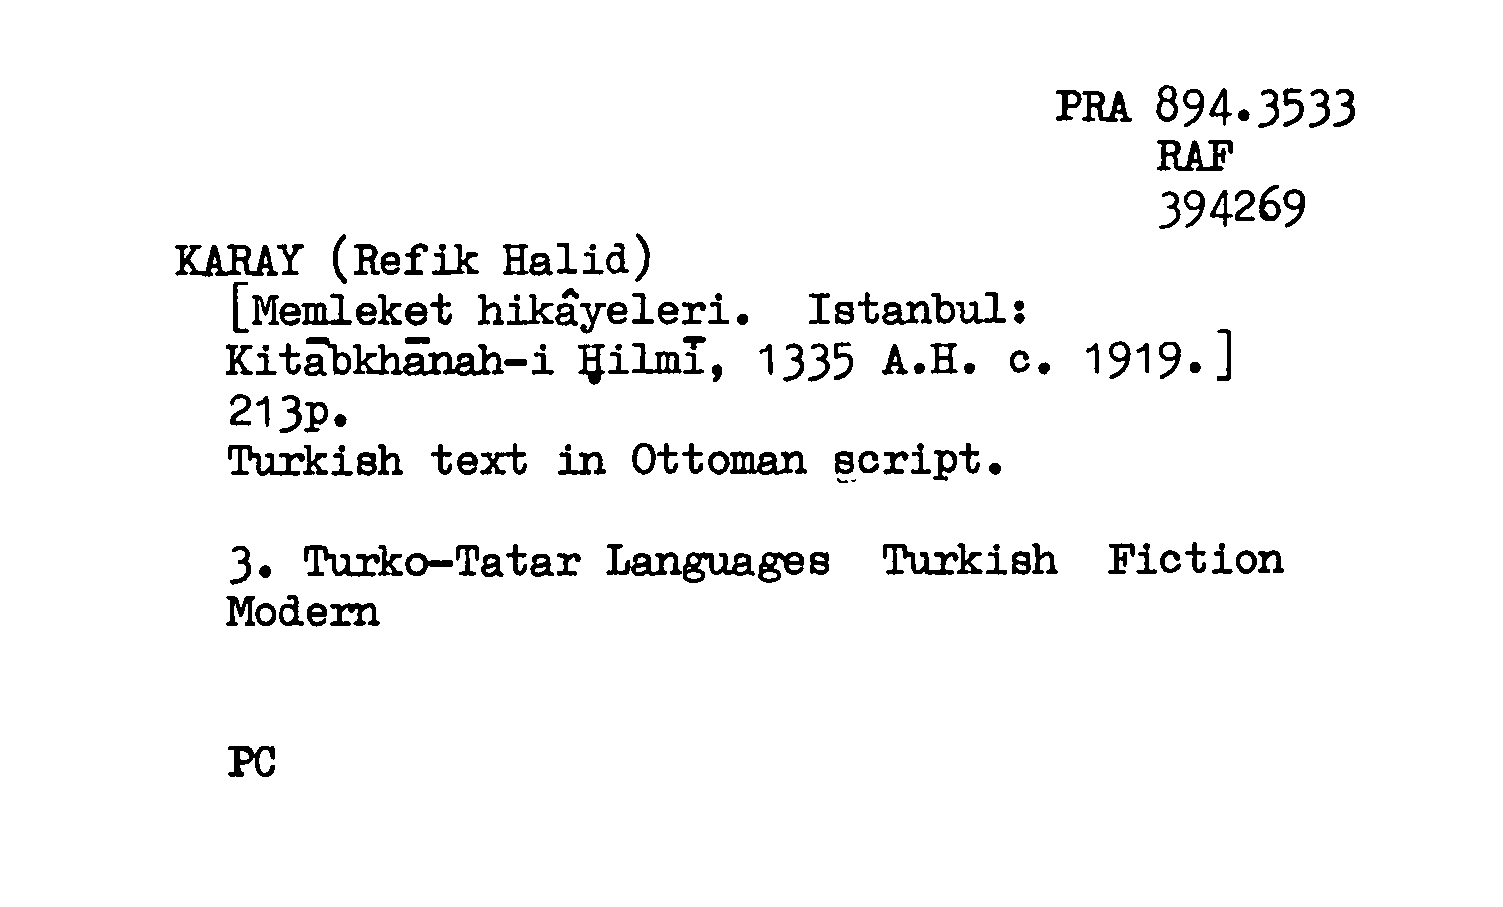 PRA 894.3533
RAF
394269
KARAY (Refik Halid)
[Memleket hikâyeleri. Istanbul:
Kitābkhānah-i Ḥilmī, 1335 A.H. c. 1919.]
213p.
Turkish text in Ottoman script.
3. Turko-Tatar Languages Turkish Fiction
Modern
PC